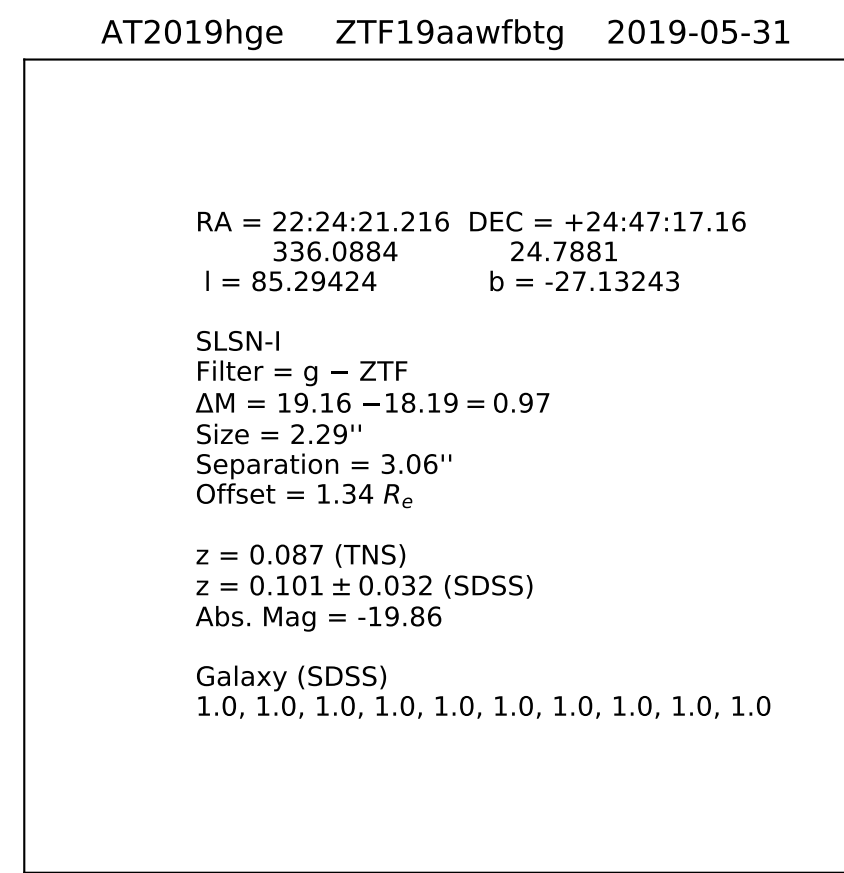 AT2019hge ZTF19aawfbtg 2019-05-31
RA = 22:24:21.216 DEC = +24:47:17.16
336.0884 24.7881
l = 85.29424 b = -27.13243
SLSN-I
Filter = g − ZTF
ΔM = 19.16 −18.19 = 0.97
Size = 2.29''
Separation = 3.06''
Offset = 1.34 Re
z = 0.087 (TNS)
z = 0.101 ± 0.032 (SDSS)
Abs. Mag = -19.86
Galaxy (SDSS)
1.0, 1.0, 1.0, 1.0, 1.0, 1.0, 1.0, 1.0, 1.0, 1.0